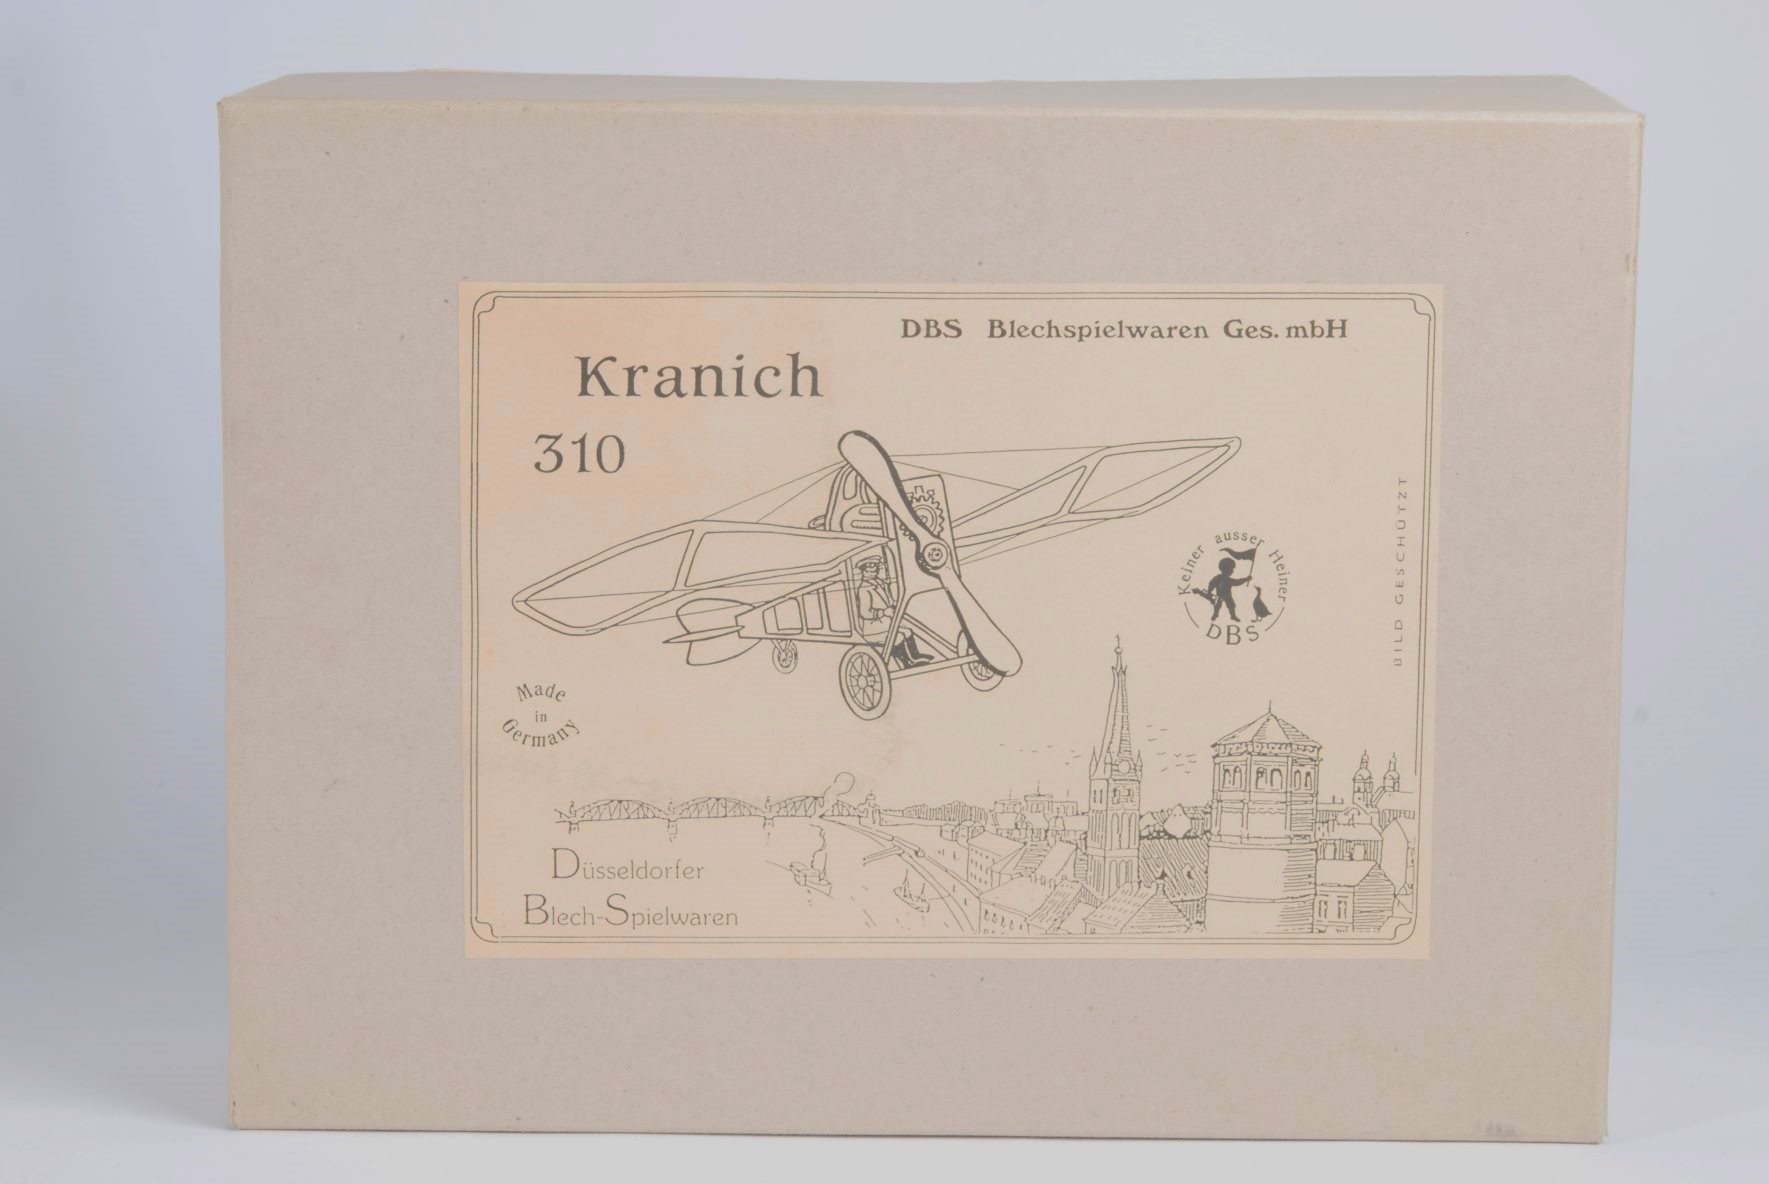 DBS Blechspielwaren Ges. mbH
Kranich
310
Keiner ausser Heiner
DBS
BILD GESCHÜTZT
Made
in
Germany
Düsseldorfer
Blech-Spielwaren